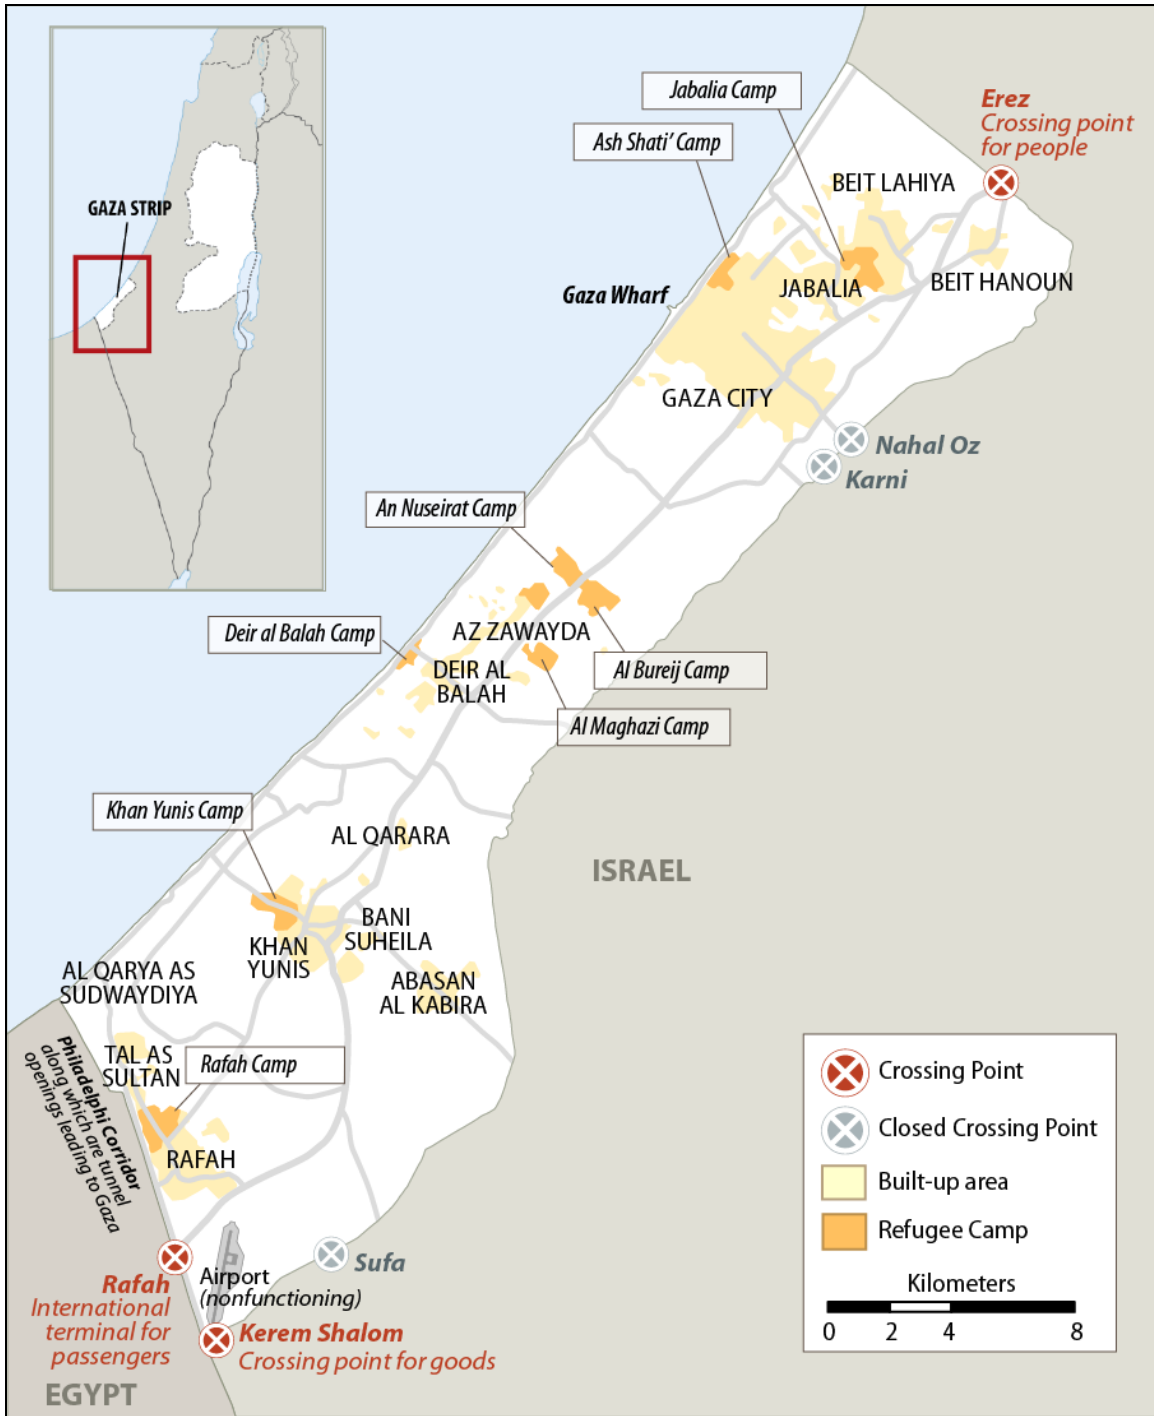 GAZA STRIP
Jabalia Camp
Ash Shati’ Camp
Erez
Crossing point
for people
BEIT LAHIYA
Gaza Wharf
JABALIA
BEIT HANOUN
GAZA CITY
Nahal Oz
Karni
An Nuseirat Camp
Deir al Balah Camp
AZ ZAWAYDA
DEIR AL
BALAH
Al Bureij Camp
Al Maghazi Camp
Khan Yunis Camp
AL QARARA
ISRAEL
BANI
SUHEILA
KHAN
YUNIS
ABASAN
AL KABIRA
AL QARYA AS
SUDWAYDIYA
TAL AS
SULTAN
Rafah Camp
Philadelphi Corridor
along which are tunnel
openings leading to Gaza
RAFAH
Rafah
International
terminal for
passengers
Airport
(nonfunctioning)
Sufa
Kerem Shalom
Crossing point for goods
EGYPT
Crossing Point
Closed Crossing Point
Built-up area
Refugee Camp
Kilometers
0 2 4 8